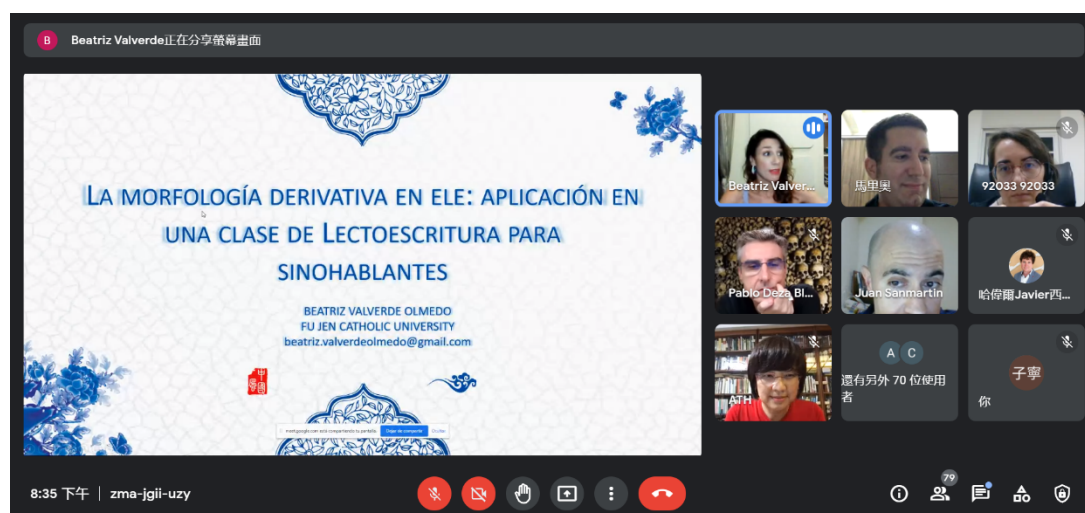 B Beatriz Valverde正在分享螢幕畫面
LA MORFOLOGÍA DERIVATIVA EN ELE: APLICACIÓN EN
UNA CLASE DE LECTOESCRITURA PARA
SINOHABLANTES
BEATRIZ VALVERDE OLMEDO
FU JEN CATHOLIC UNIVERSITY
beatriz.valverdeolmedo@gmail.com
Dejar de compartir Ocultar
Beatriz Valver...
馬里奧
92033 92033
Pablo Deza Bl...
Juan Sanmartin
哈偉爾Javier西...
ATH
A C
還有另外 70 位使用
者
子寧
你
8:35 下午 | zma-jgii-uzy
79